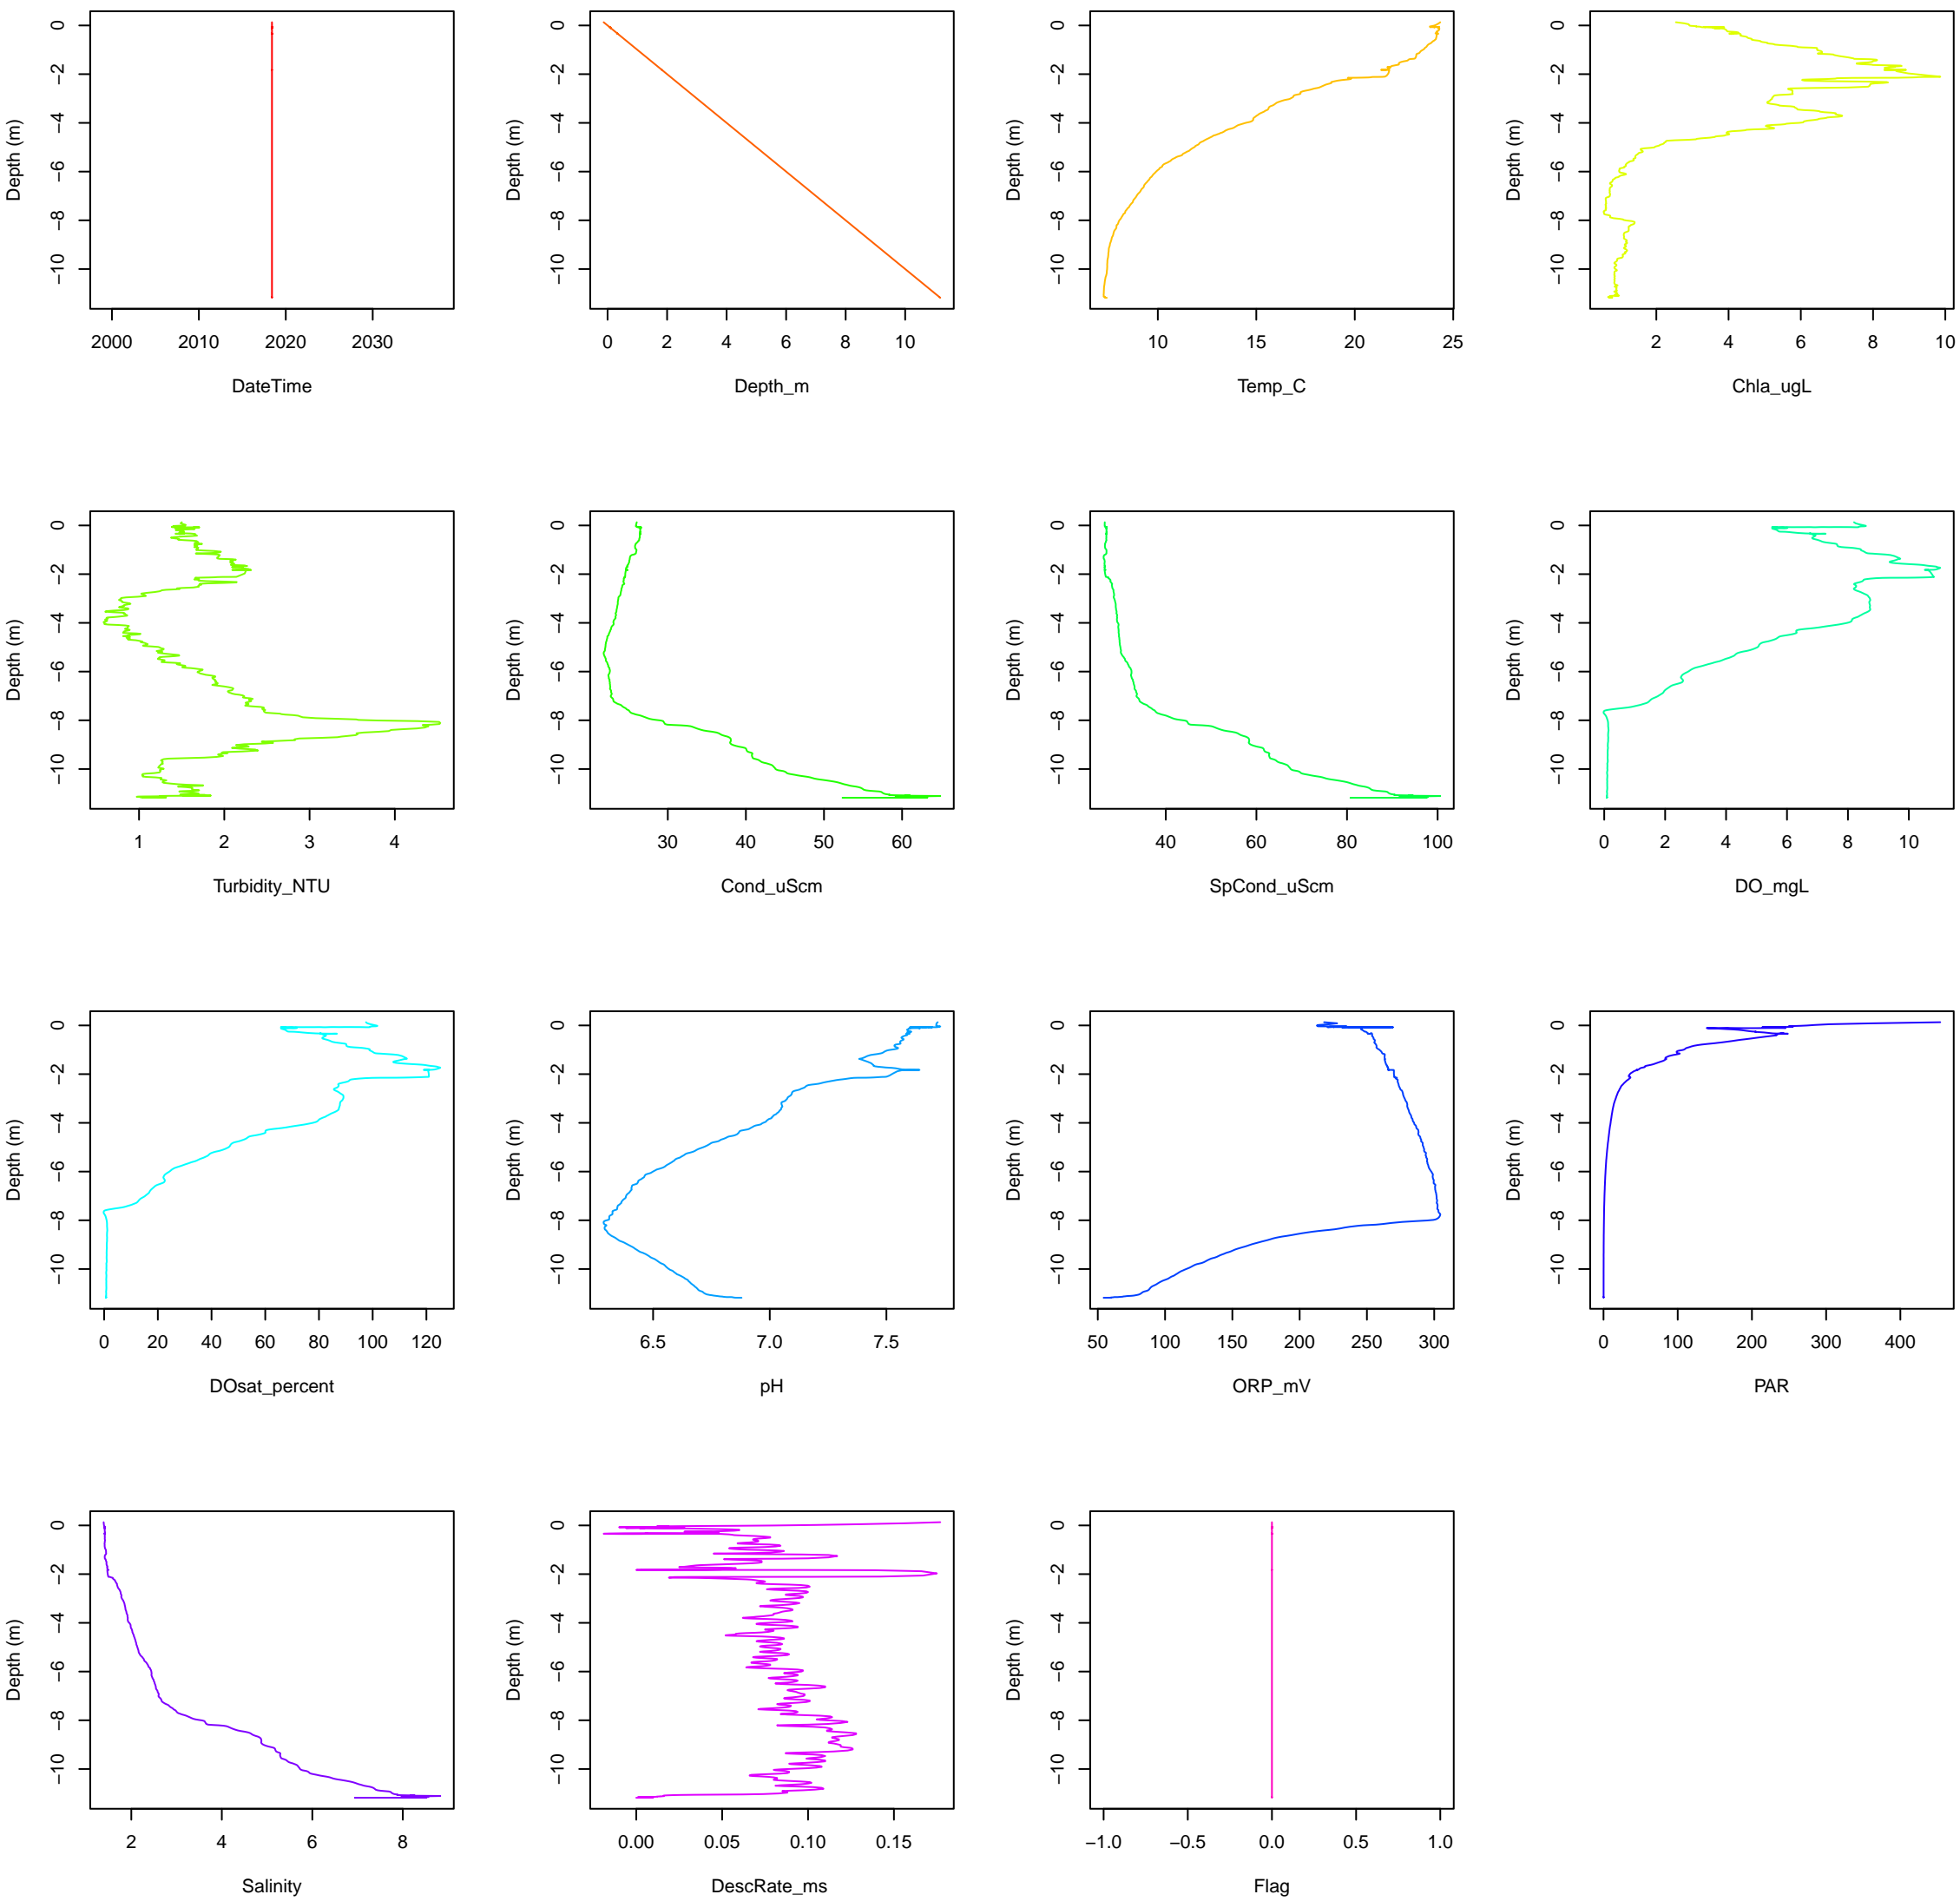 Depth (m)
0
−2
−4
−6
−8
−10
2000 2010 2020 2030
DateTime
Depth (m)
0
−2
−4
−6
−8
−10
0 2 4 6 8 10
Depth_m
Depth (m)
0
−2
−4
−6
−8
−10
10 15 20 25
Temp_C
Depth (m)
0
−2
−4
−6
−8
−10
2 4 6 8 10
Chla_ugL
Depth (m)
0
−2
−4
−6
−8
−10
1 2 3 4
Turbidity_NTU
Depth (m)
0
−2
−4
−6
−8
−10
30 40 50 60
Cond_uScm
Depth (m)
0
−2
−4
−6
−8
−10
40 60 80 100
SpCond_uScm
Depth (m)
0
−2
−4
−6
−8
−10
0 2 4 6 8 10
DO_mgL
Depth (m)
0
−2
−4
−6
−8
−10
0 20 40 60 80 100 120
DOsat_percent
Depth (m)
0
−2
−4
−6
−8
−10
6.5 7.0 7.5
pH
Depth (m)
0
−2
−4
−6
−8
−10
50 100 150 200 250 300
ORP_mV
Depth (m)
0
−2
−4
−6
−8
−10
0 100 200 300 400
PAR
Depth (m)
0
−2
−4
−6
−8
−10
2 4 6 8
Salinity
Depth (m)
0
−2
−4
−6
−8
−10
0.00 0.05 0.10 0.15
DescRate_ms
Depth (m)
0
−2
−4
−6
−8
−10
−1.0 −0.5 0.0 0.5 1.0
Flag